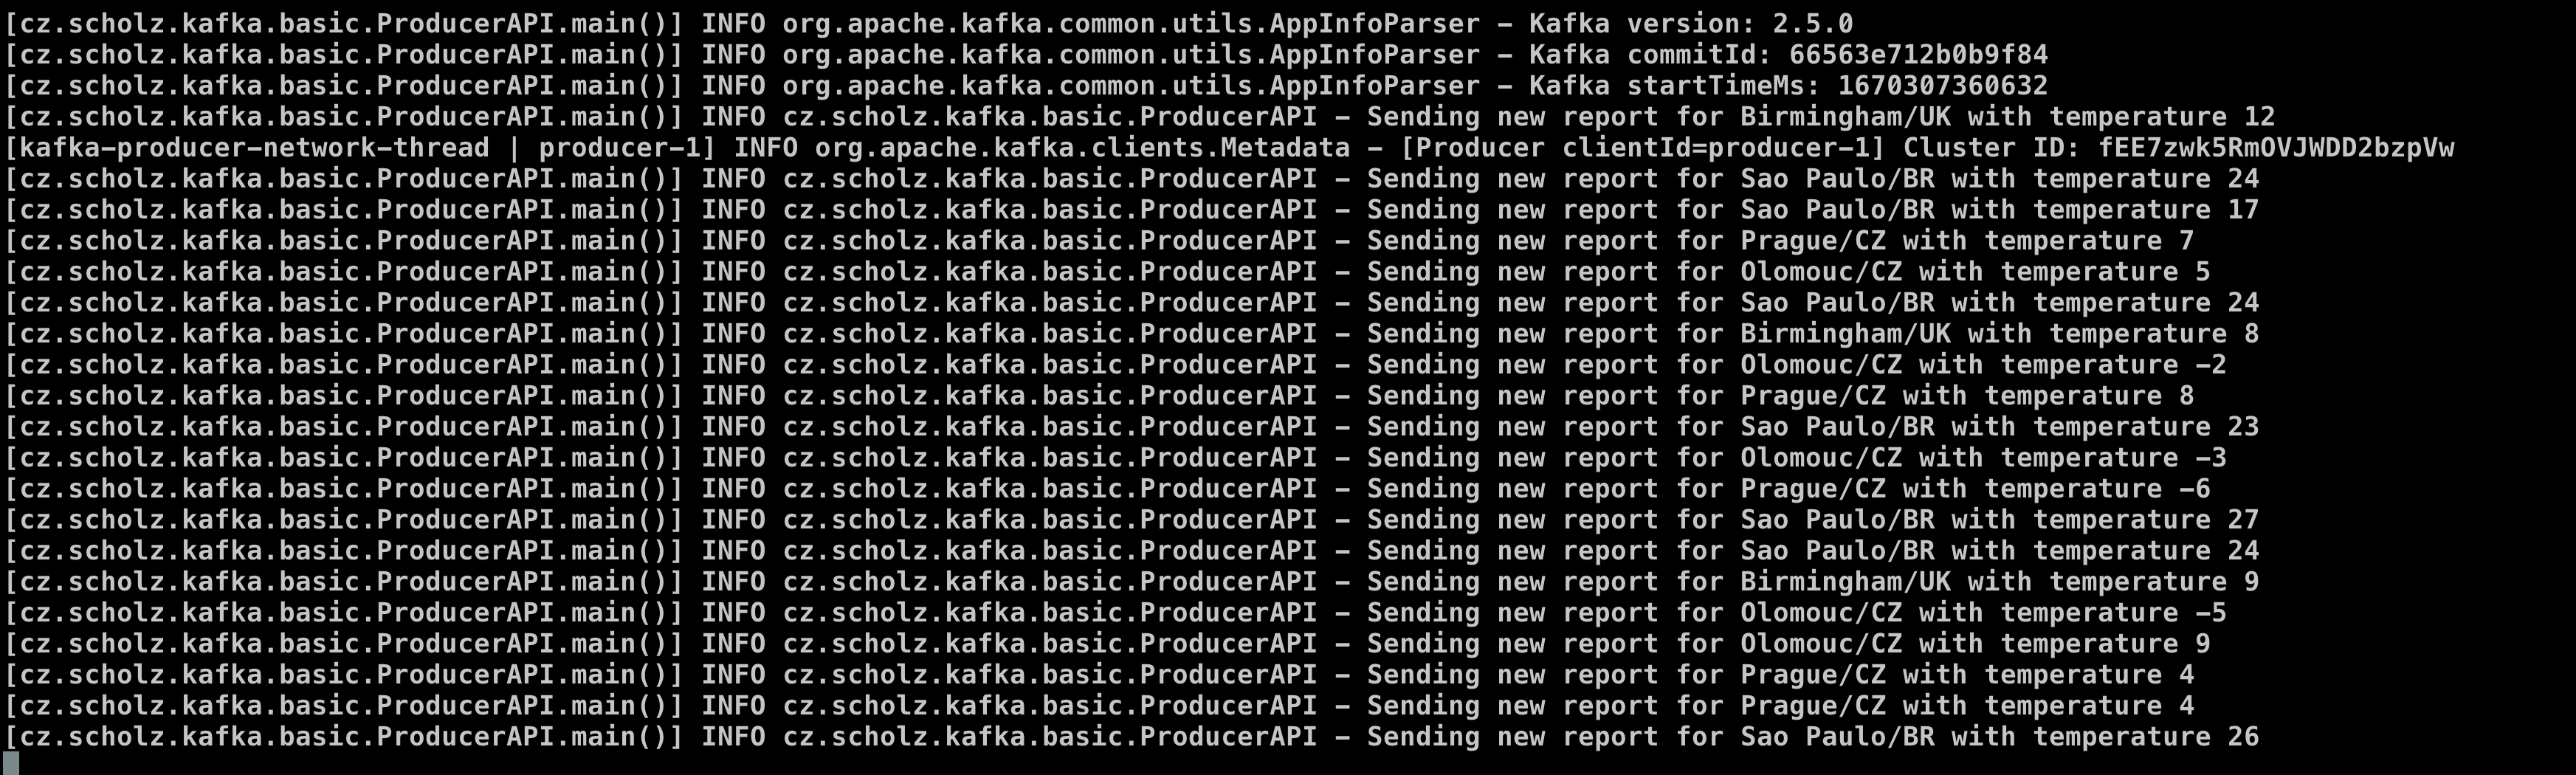 [cz.scholz.kafka.basic.ProducerAPI.main()] INFO org.apache.kafka.common.utils.AppInfoParser - Kafka version: 2.5.0
[cz.scholz.kafka.basic.ProducerAPI.main()] INFO org.apache.kafka.common.utils.AppInfoParser - Kafka commitId: 66563e712b0b9f84
[cz.scholz.kafka.basic.ProducerAPI.main()] INFO org.apache.kafka.common.utils.AppInfoParser - Kafka startTimeMs: 1670307360632
[cz.scholz.kafka.basic.ProducerAPI.main()] INFO cz.scholz.kafka.basic.ProducerAPI - Sending new report for Birmingham/UK with temperature 12
[kafka-producer-network-thread | producer-1] INFO org.apache.kafka.clients.Metadata - [Producer clientId=producer-1] Cluster ID: fEE7zwk5RmOVJWDD2bzpVw
[cz.scholz.kafka.basic.ProducerAPI.main()] INFO cz.scholz.kafka.basic.ProducerAPI - Sending new report for Sao Paulo/BR with temperature 24
[cz.scholz.kafka.basic.ProducerAPI.main()] INFO cz.scholz.kafka.basic.ProducerAPI - Sending new report for Sao Paulo/BR with temperature 17
[cz.scholz.kafka.basic.ProducerAPI.main()] INFO cz.scholz.kafka.basic.ProducerAPI - Sending new report for Prague/CZ with temperature 7
[cz.scholz.kafka.basic.ProducerAPI.main()] INFO cz.scholz.kafka.basic.ProducerAPI - Sending new report for Olomouc/CZ with temperature 5
[cz.scholz.kafka.basic.ProducerAPI.main()] INFO cz.scholz.kafka.basic.ProducerAPI - Sending new report for Sao Paulo/BR with temperature 24
[cz.scholz.kafka.basic.ProducerAPI.main()] INFO cz.scholz.kafka.basic.ProducerAPI - Sending new report for Birmingham/UK with temperature 8
[cz.scholz.kafka.basic.ProducerAPI.main()] INFO cz.scholz.kafka.basic.ProducerAPI - Sending new report for Olomouc/CZ with temperature -2
[cz.scholz.kafka.basic.ProducerAPI.main()] INFO cz.scholz.kafka.basic.ProducerAPI - Sending new report for Prague/CZ with temperature 8
[cz.scholz.kafka.basic.ProducerAPI.main()] INFO cz.scholz.kafka.basic.ProducerAPI - Sending new report for Sao Paulo/BR with temperature 23
[cz.scholz.kafka.basic.ProducerAPI.main()] INFO cz.scholz.kafka.basic.ProducerAPI - Sending new report for Olomouc/CZ with temperature -3
[cz.scholz.kafka.basic.ProducerAPI.main()] INFO cz.scholz.kafka.basic.ProducerAPI - Sending new report for Prague/CZ with temperature -6
[cz.scholz.kafka.basic.ProducerAPI.main()] INFO cz.scholz.kafka.basic.ProducerAPI - Sending new report for Sao Paulo/BR with temperature 27
[cz.scholz.kafka.basic.ProducerAPI.main()] INFO cz.scholz.kafka.basic.ProducerAPI - Sending new report for Sao Paulo/BR with temperature 24
[cz.scholz.kafka.basic.ProducerAPI.main()] INFO cz.scholz.kafka.basic.ProducerAPI - Sending new report for Birmingham/UK with temperature 9
[cz.scholz.kafka.basic.ProducerAPI.main()] INFO cz.scholz.kafka.basic.ProducerAPI - Sending new report for Olomouc/CZ with temperature -5
[cz.scholz.kafka.basic.ProducerAPI.main()] INFO cz.scholz.kafka.basic.ProducerAPI - Sending new report for Olomouc/CZ with temperature 9
[cz.scholz.kafka.basic.ProducerAPI.main()] INFO cz.scholz.kafka.basic.ProducerAPI - Sending new report for Prague/CZ with temperature 4
[cz.scholz.kafka.basic.ProducerAPI.main()] INFO cz.scholz.kafka.basic.ProducerAPI - Sending new report for Prague/CZ with temperature 4
[cz.scholz.kafka.basic.ProducerAPI.main()] INFO cz.scholz.kafka.basic.ProducerAPI - Sending new report for Sao Paulo/BR with temperature 26